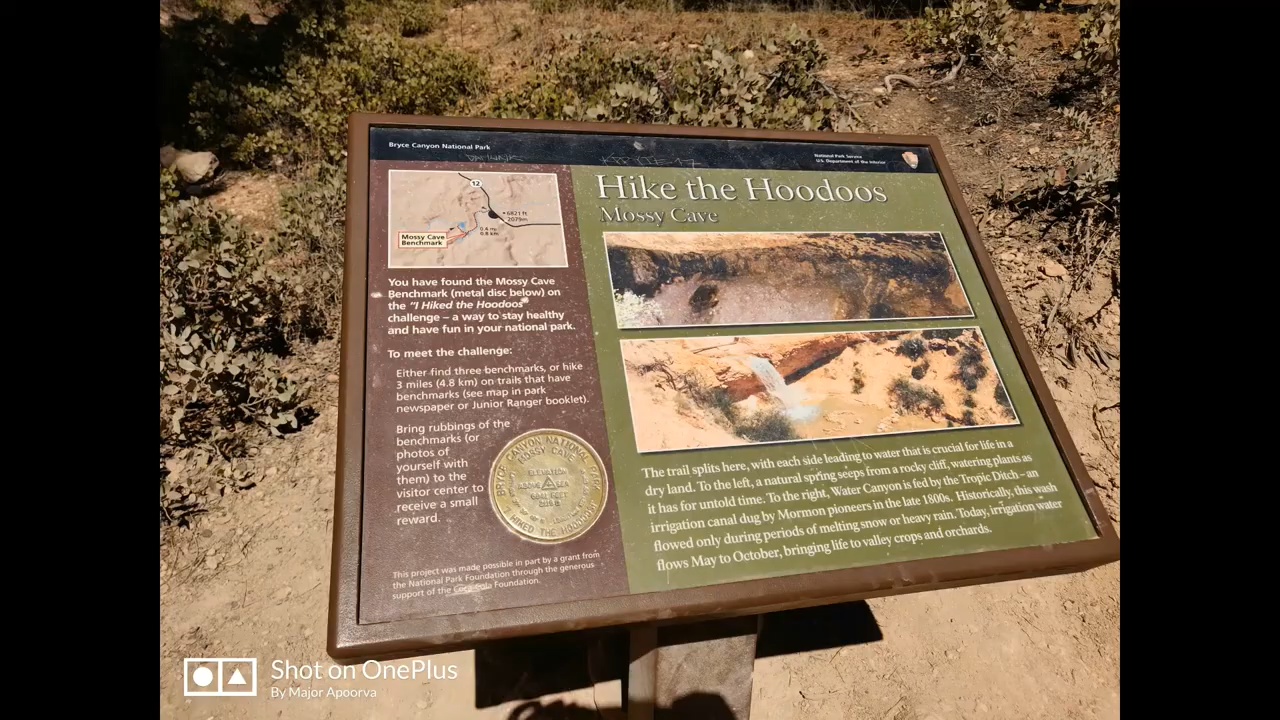 Bryce Canyon National Park
National Park Service
U.S. Department of the Interior
12
6821 ft
2079m
0.4 mi
0.8 km
Mossy Cave
Benchmark
You have found the Mossy Cave
Benchmark (metal disc below) on
the "I Hiked the Hoodoos"
challenge – a way to stay healthy
and have fun in your national park.
To meet the challenge:
Either find three benchmarks, or hike
3 miles (4.8 km) on trails that have
benchmarks (see map in park
newspaper or Junior Ranger booklet).
Bring rubbings of the
benchmarks (or
photos of
yourself with
them) to the
visitor center to
receive a small
reward.
BRYCE CANYON NATIONAL PARK
MOSSY CAVE
ELEVATION
ABOVE SEA
FEET
I HIKED THE HOODOOS
This project was made possible in part by a grant from
the National Park Foundation through the generous
support of the Foundation.
Hike the Hoodoos
Mossy Cave
The trail splits here, with each side leading to water that is crucial for life in a
dry land. To the left, a natural spring seeps from a rocky cliff, watering plants as
it has for untold time. To the right, Water Canyon is fed by the Tropic Ditch – an
irrigation canal dug by Mormon pioneers in the late 1800s. Historically, this wash
flowed only during periods of melting snow or heavy rain. Today, irrigation water
flows May to October, bringing life to valley crops and orchards.
Shot on OnePlus
By Major Apoorva